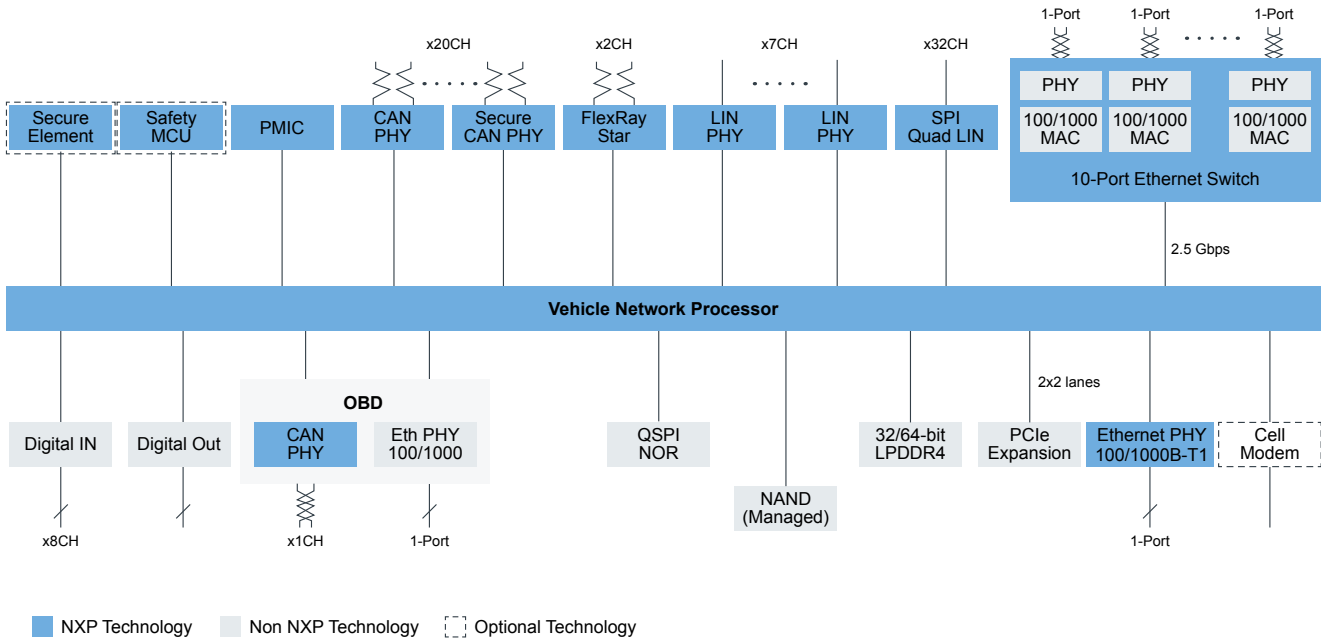 1-Port
1-Port
1-Port
x20CH
x2CH
x7CH
x32CH
Secure
Element
Safety
MCU
PMIC
CAN
PHY
Secure
CAN PHY
FlexRay
Star
LIN
PHY
LIN
PHY
SPI
Quad LIN
PHY
PHY
PHY
100/1000
MAC
100/1000
MAC
100/1000
MAC
10-Port Ethernet Switch
2.5 Gbps
Vehicle Network Processor
2x2 lanes
OBD
Digital IN
Digital Out
CAN
PHY
Eth PHY
100/1000
QSPI
NOR
NAND
(Managed)
32/64-bit
LPDDR4
PCIe
Expansion
Ethernet PHY
100/1000B-T1
Cell
Modem
x8CH
x1CH
1-Port
1-Port
NXP Technology
Non NXP Technology
Optional Technology